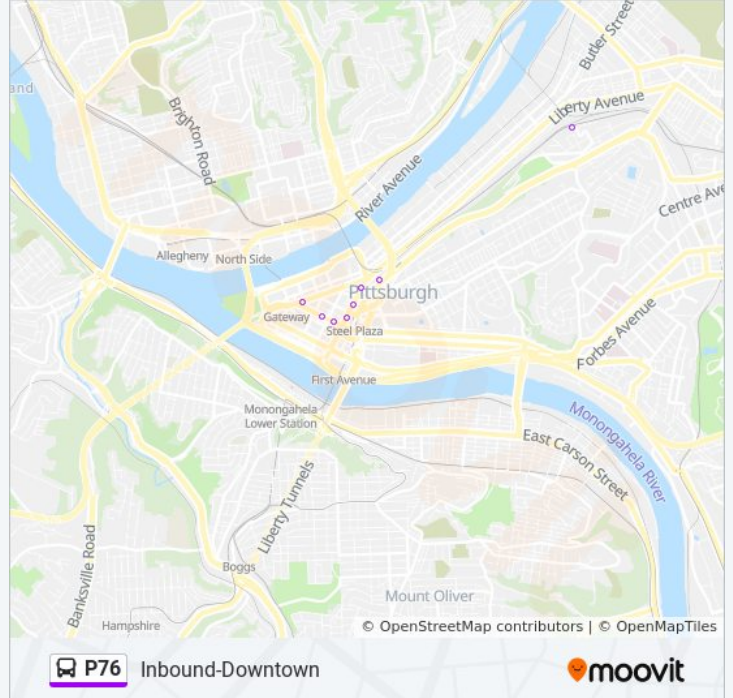 Butler Street
Liberty Avenue
and
Brighton Road
River Avenue
Centre Ave
Allegheny
North Side
Pittsburgh
Gateway
Steel Plaza
Forbes Avenue
First Avenue
Monongahela
Lower Station
Monongahela River
East Carson Street
Liberty Tunnels
Banksville Road
Boggs
Mount Oliver
Hampshire
© OpenStreetMap contributors | © OpenMapTiles
P76 Inbound-Downtown
moovit